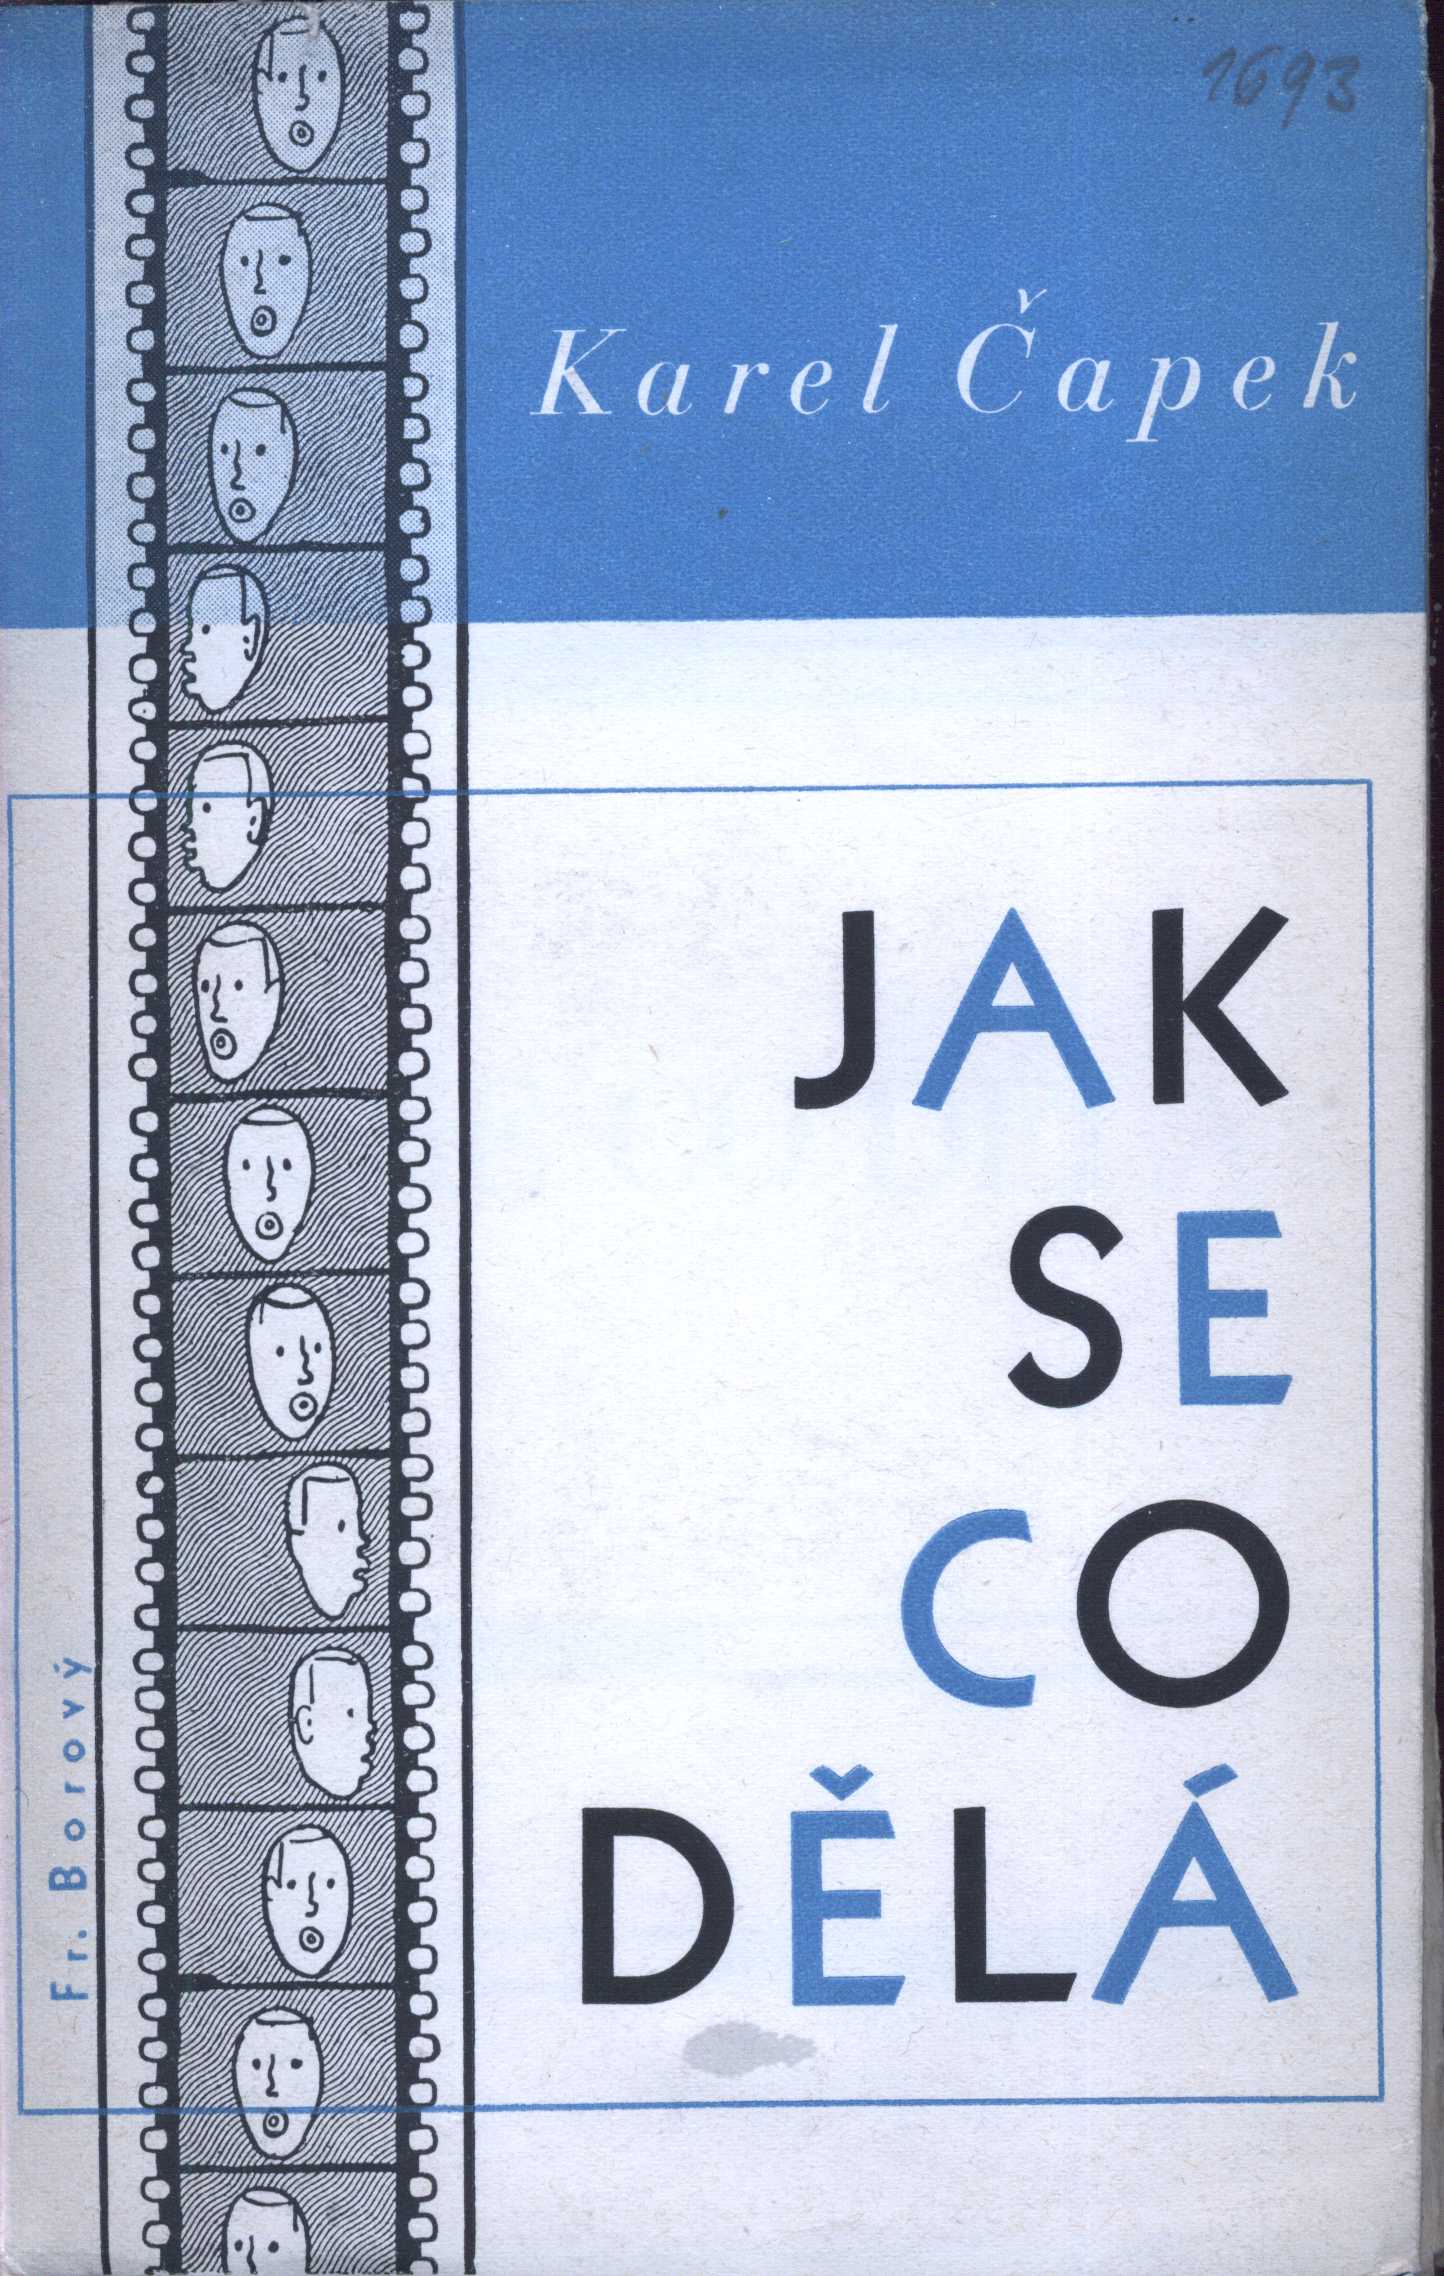 1693
Karel Čapek
JAK
SE
CO
DĚLÁ
Fr. Borový